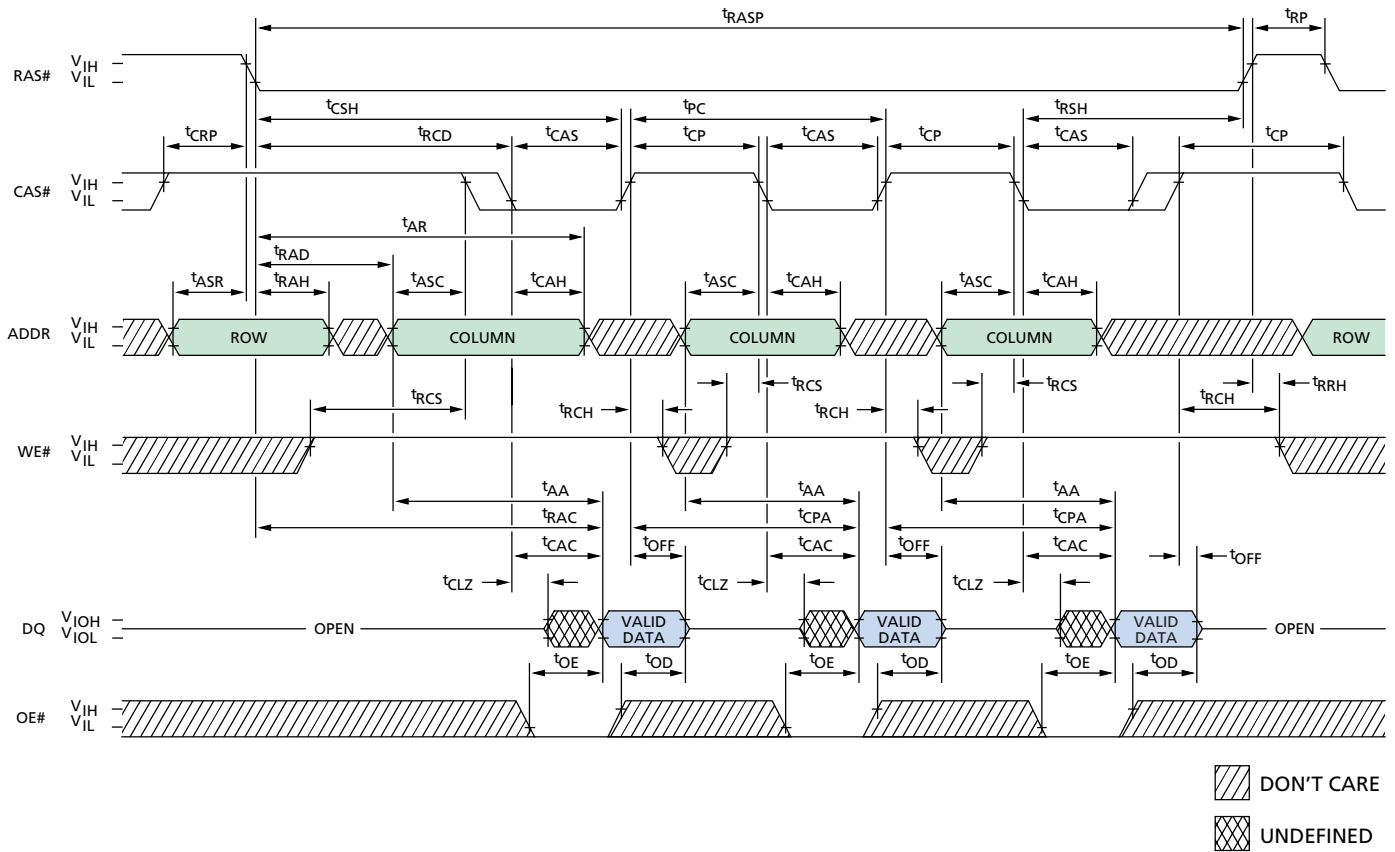 tRASP tRP
RAS# VIH
VIL
tCSH tPC tRSH
tCRP tRCD tCAS tCP tCAS tCP tCAS tCP
CAS# VIH
VIL
tAR
tRAD
tASR tRAH tASC tCAH tASC tCAH tASC tCAH
ADDR VIH
VIL
ROW COLUMN COLUMN COLUMN ROW
tRCS tRCH tRCS tRCH tRCS tRCH tRRH
WE# VIH
VIL
tAA tAA tAA
tRAC tCPA tCPA
tCAC tOFF tCAC tOFF tCAC tOFF
tCLZ tCLZ tCLZ
DQ VIOH
VIOL
OPEN VALID DATA VALID DATA VALID DATA OPEN
tOE tOD tOE tOD tOE tOD
OE# VIH
VIL
DON'T CARE
UNDEFINED